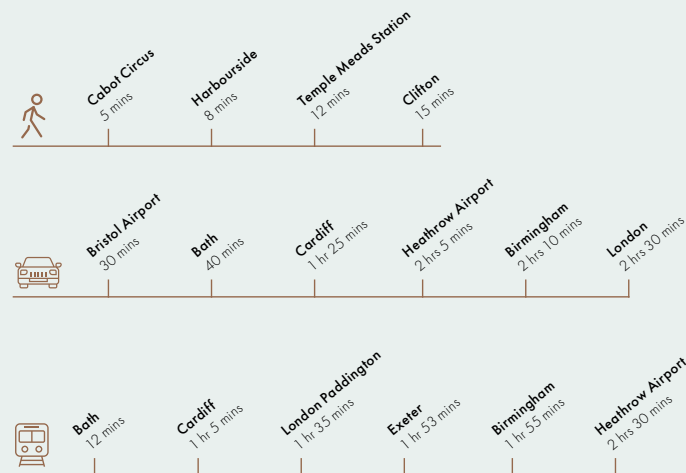 Cabot Circus
5 mins
Harbourside
8 mins
Temple Meads Station
12 mins
Clifton
15 mins
Bristol Airport
30 mins
Bath
40 mins
Cardiff
1 hr 25 mins
Heathrow Airport
2 hrs 5 mins
Birmingham
2 hrs 10 mins
London
2 hrs 30 mins
Bath
12 mins
Cardiff
1 hr 5 mins
London Paddington
1 hr 35 mins
Exeter
1 hr 53 mins
Birmingham
1 hr 55 mins
Heathrow Airport
2 hrs 30 mins